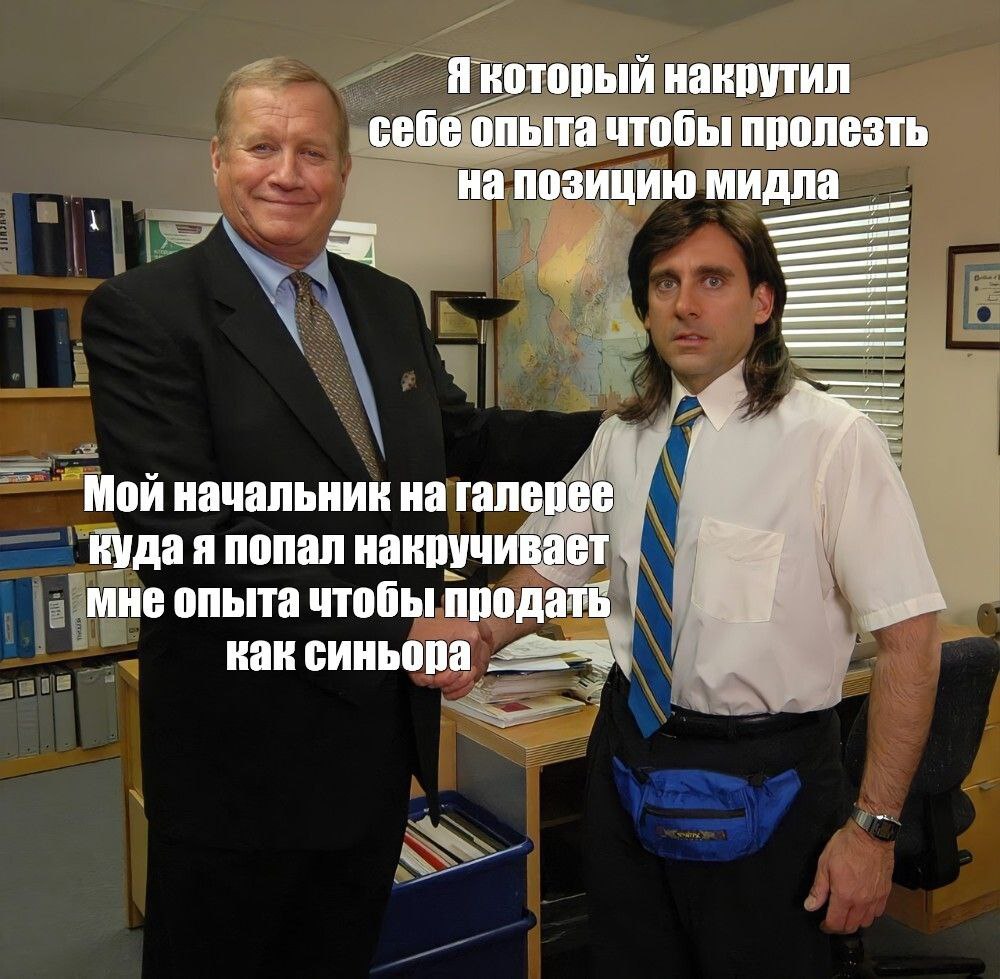 Я который накрутил
себе опыта чтобы пролезть
на позицию мидла
Мой начальник на галерее
куда я попал накручивает
мне опыта чтобы продать
как синьора